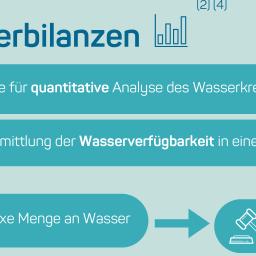 (2) (4)
erbilanzen
e für quantitative Analyse des Wasserkre
mittlung der Wasserverfügbarkeit in eine
xe Menge an Wasser